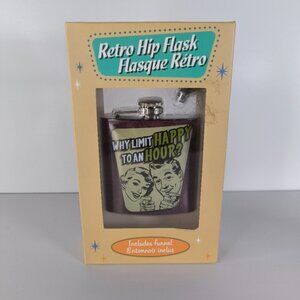 Retro Hip Flask
Flasque Rétro
WHY LIMIT HAPPY
TO AN HOUR?
Includes funnel
Entonnoir inclus